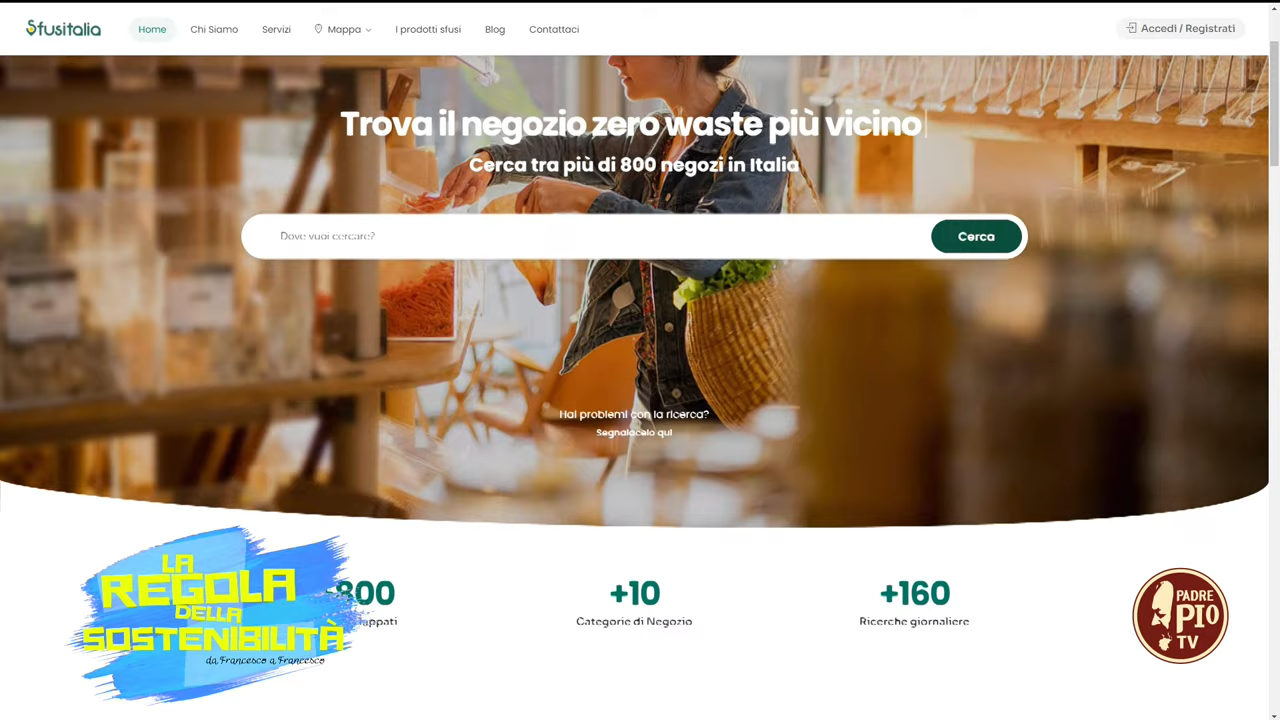 Sfusitalia
Home
Chi Siamo
Servizi
Mappa
I prodotti sfusi
Blog
Contattaci
Accedi / Registrati
Trova il negozio zero waste più vicino
Cerca tra più di 800 negozi in Italia
Dove vuoi cercare?
Cerca
Hai problemi con la ricerca?
Segnalacelo qui
800
+10
Categorie di Negozio
+160
Ricerche giornaliere
LA
REGOLA
DELLA
SOSTENIBILITÀ
da Francesco a Francesco
PADRE
PIO
TV